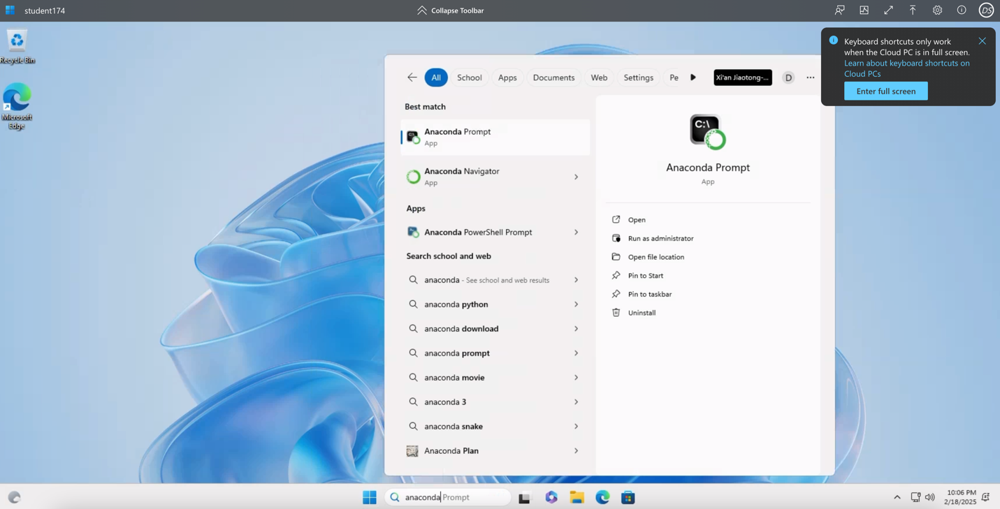 student174
Collapse Toolbar
DS
Keyboard shortcuts only work
when the Cloud PC is in full screen.
Learn about keyboard shortcuts on
Cloud PCs
Enter full screen
Recycle Bin
Microsoft
Edge
All School Apps Documents Web Settings Pe Xi'an Jiaotong-... D
Best match
Anaconda Prompt
App
Anaconda Navigator
App
Apps
Anaconda PowerShell Prompt
Search school and web
anaconda - See school and web results
anaconda python
anaconda download
anaconda prompt
anaconda movie
anaconda 3
anaconda snake
Anaconda Plan
C:\
Anaconda Prompt
App
Open
Run as administrator
Open file location
Pin to Start
Pin to taskbar
Uninstall
anaconda Prompt
10:06 PM
2/18/2025